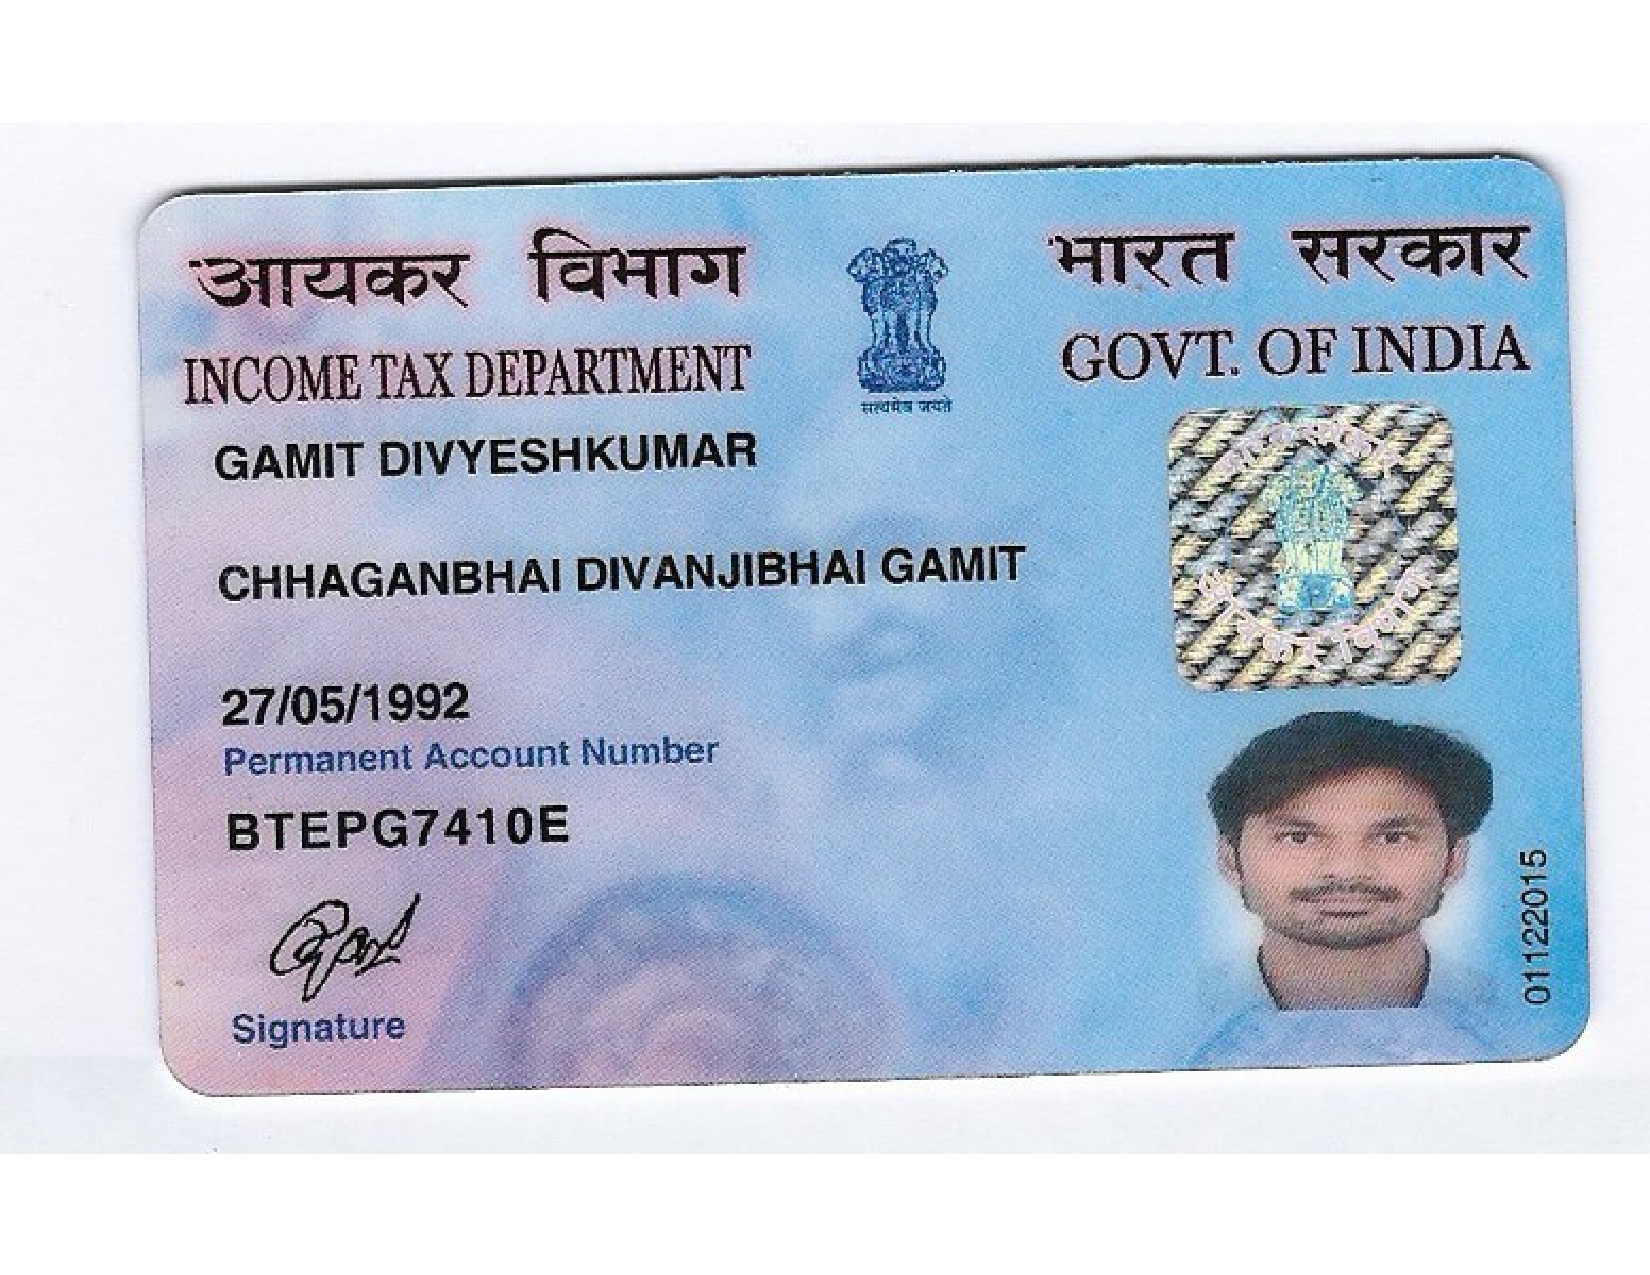 आयकर विभाग
INCOME TAX DEPARTMENT
भारत सरकार
GOVT. OF INDIA
सत्यमेव जयते
GAMIT DIVYESHKUMAR
CHHAGANBHAI DIVANJIBHAI GAMIT
27/05/1992
Permanent Account Number
BTEPG7410E
Signature
आयकर विभाग
01122015